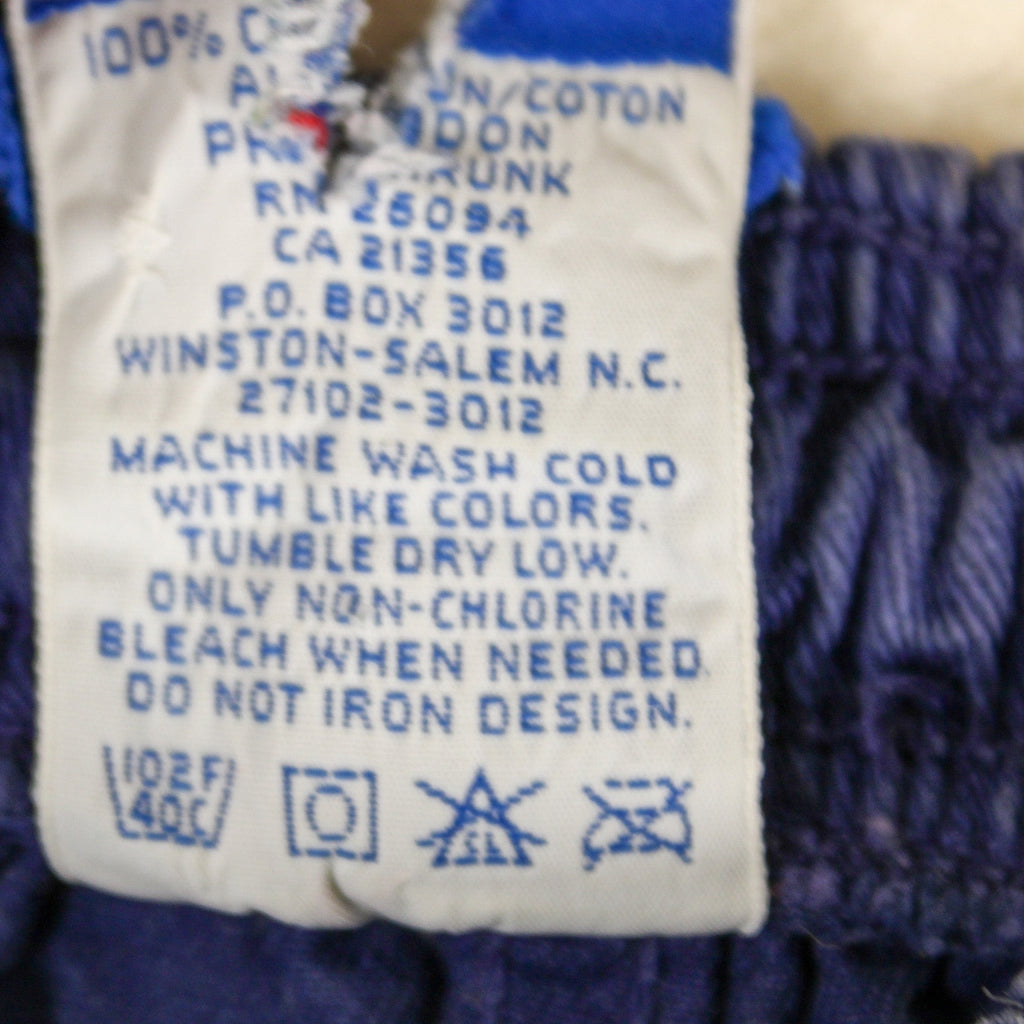 100%
/COTON
RN 26094
CA 21356
P.O. BOX 3012
WINSTON-SALEM N.C.
27102-3012
MACHINE WASH COLD
WITH LIKE COLORS.
TUMBLE DRY LOW.
ONLY NON-CHLORINE
BLEACH WHEN NEEDED.
DO NOT IRON DESIGN.
102F
40C